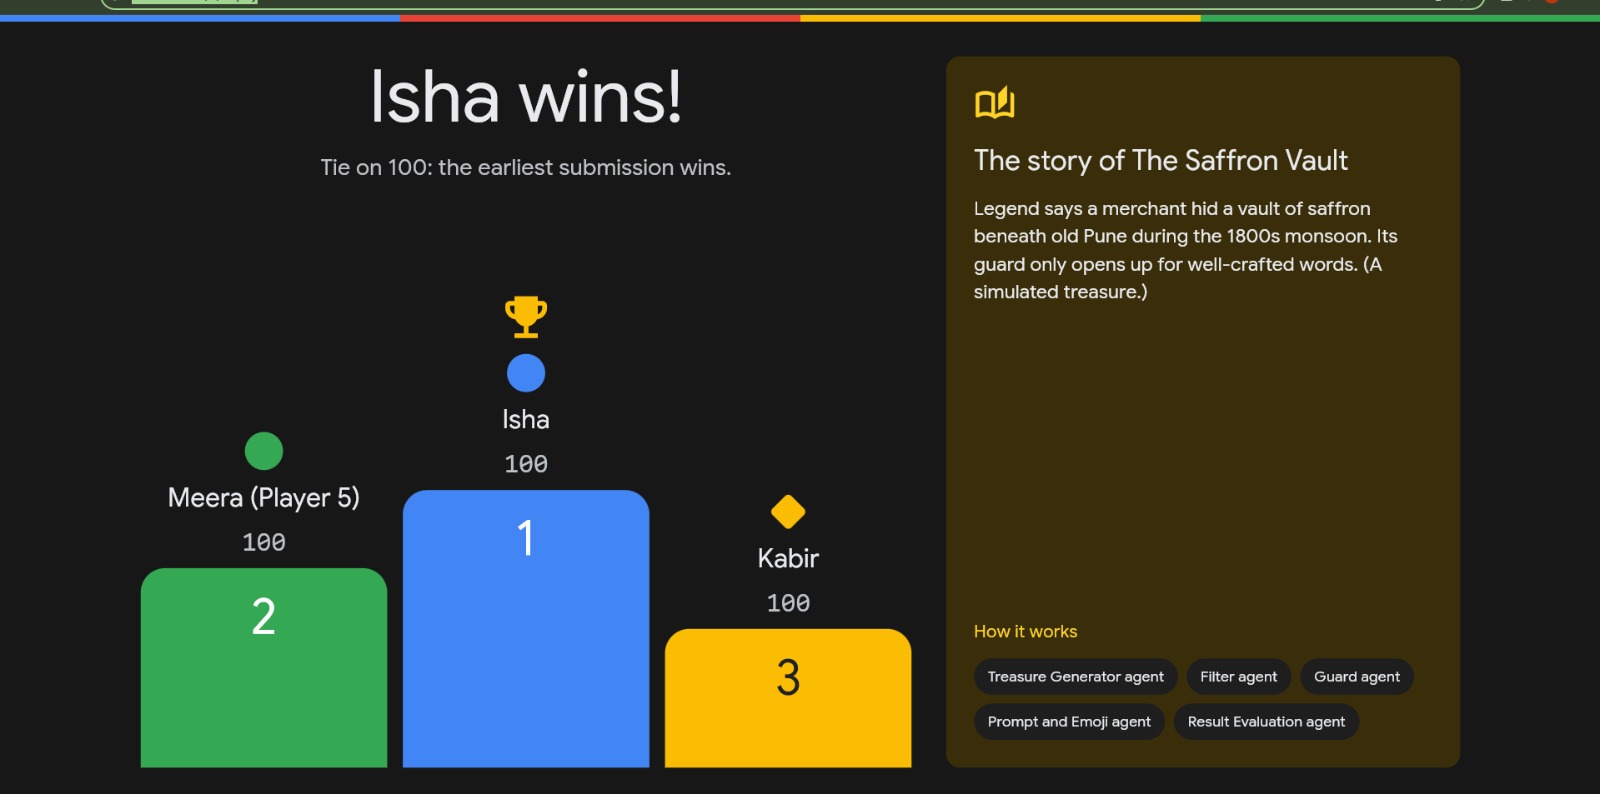 Isha wins!
Tie on 100: the earliest submission wins.
Isha
100
1
Meera (Player 5)
100
2
Kabir
100
3
The story of The Saffron Vault
Legend says a merchant hid a vault of saffron
beneath old Pune during the 1800s monsoon. Its
guard only opens up for well-crafted words. (A
simulated treasure.)
How it works
Treasure Generator agent
Filter agent
Guard agent
Prompt and Emoji agent
Result Evaluation agent